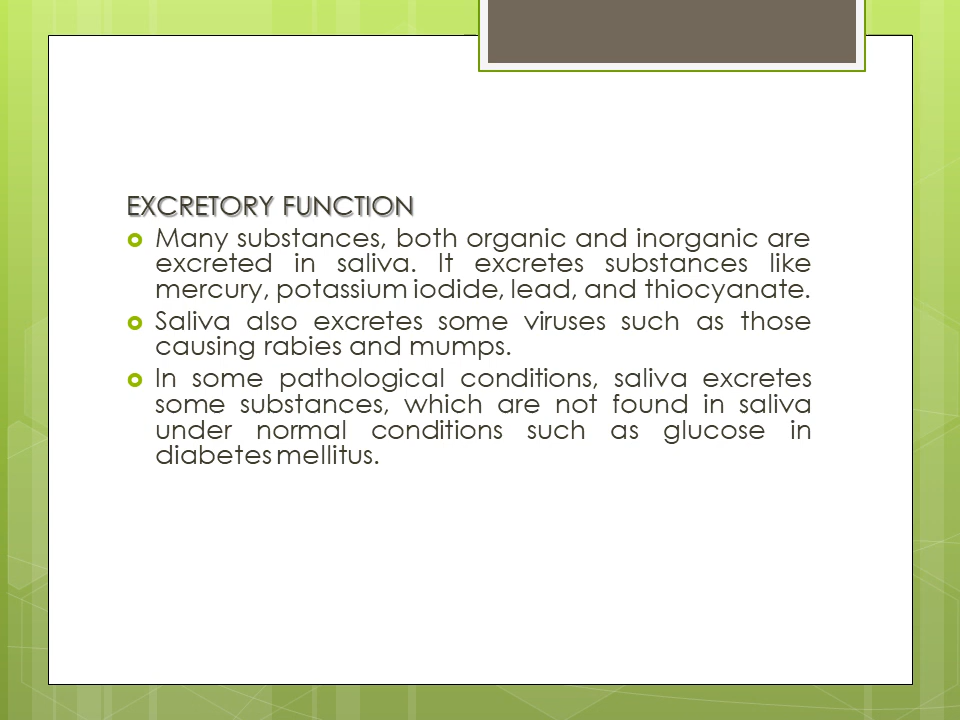 EXCRETORY FUNCTION
Many substances, both organic and inorganic are
excreted in saliva. It excretes substances like
mercury, potassium iodide, lead, and thiocyanate.
Saliva also excretes some viruses such as those
causing rabies and mumps.
In some pathological conditions, saliva excretes
some substances, which are not found in saliva
under normal conditions such as glucose in
diabetes mellitus.